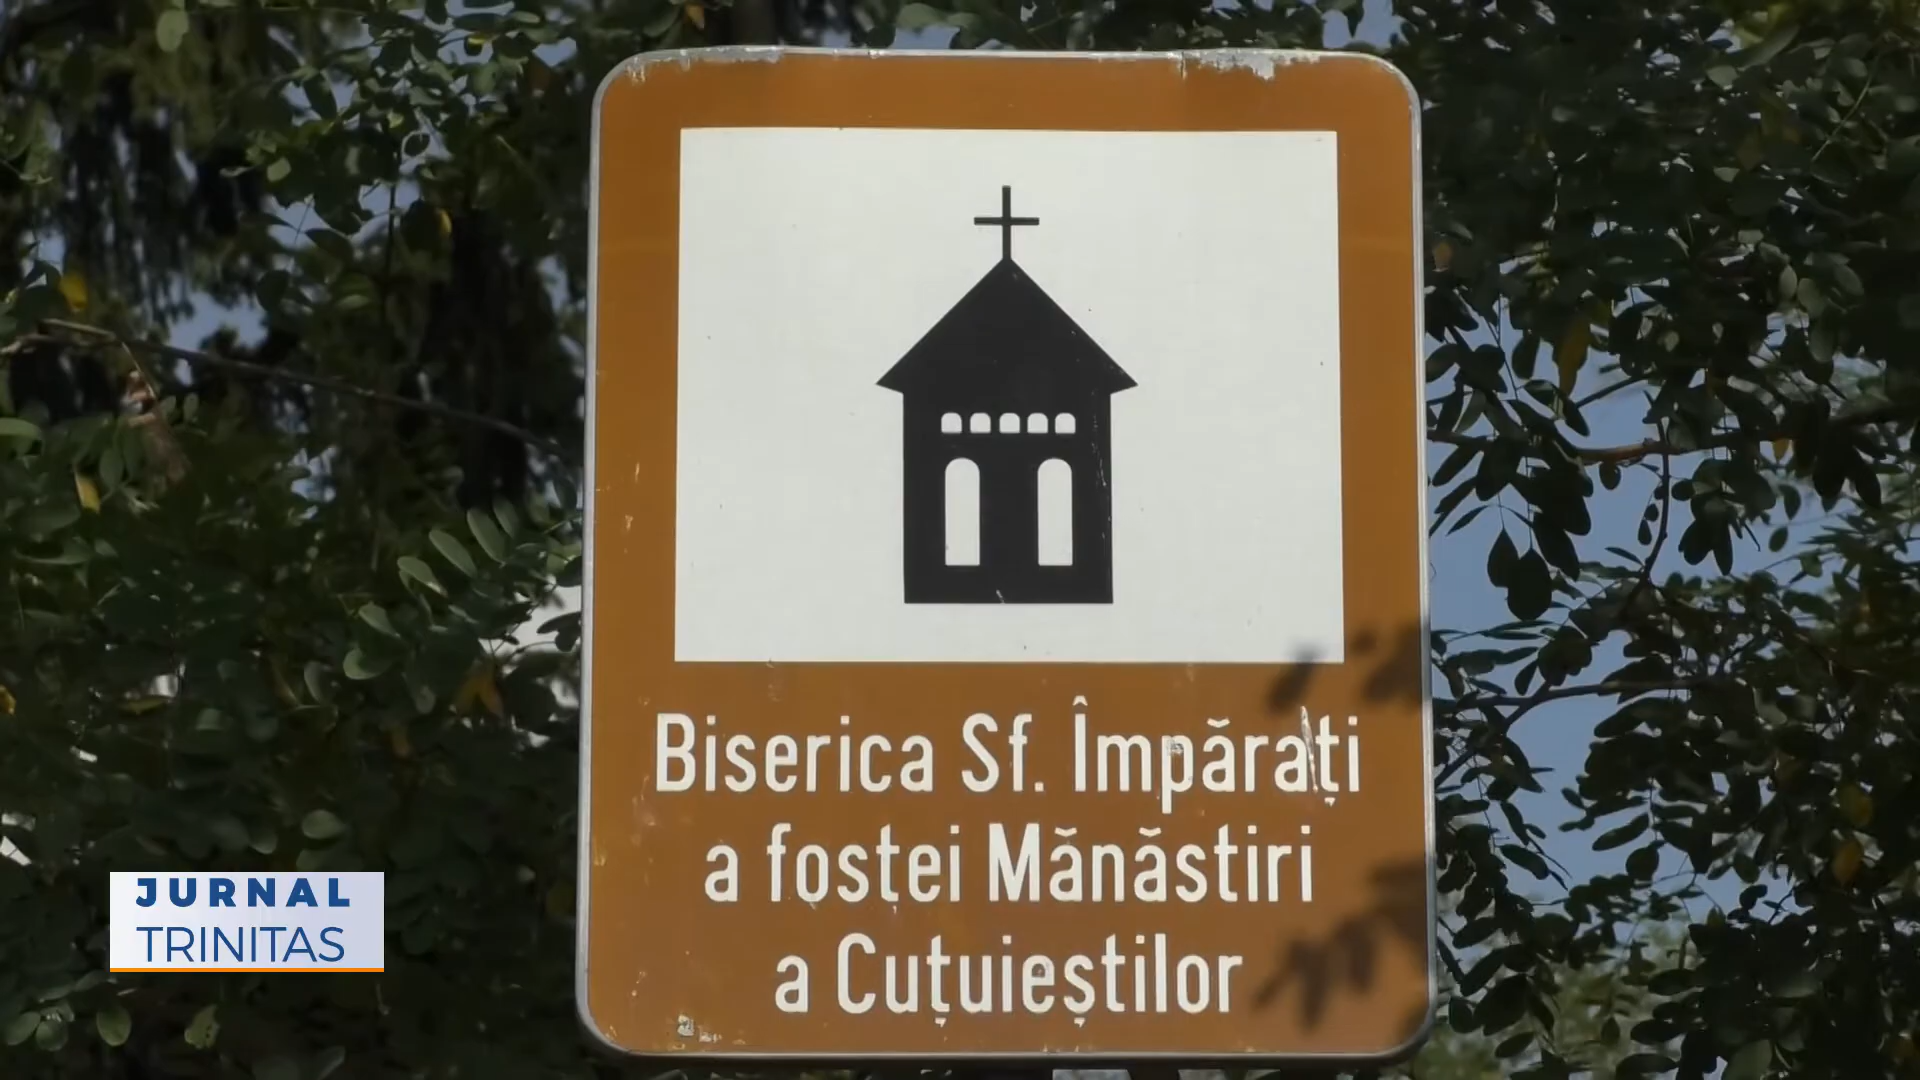 Biserica Sf. Împărați
a fostei Mănăstiri
a Cuțuieștilor
JURNAL
TRINITAS